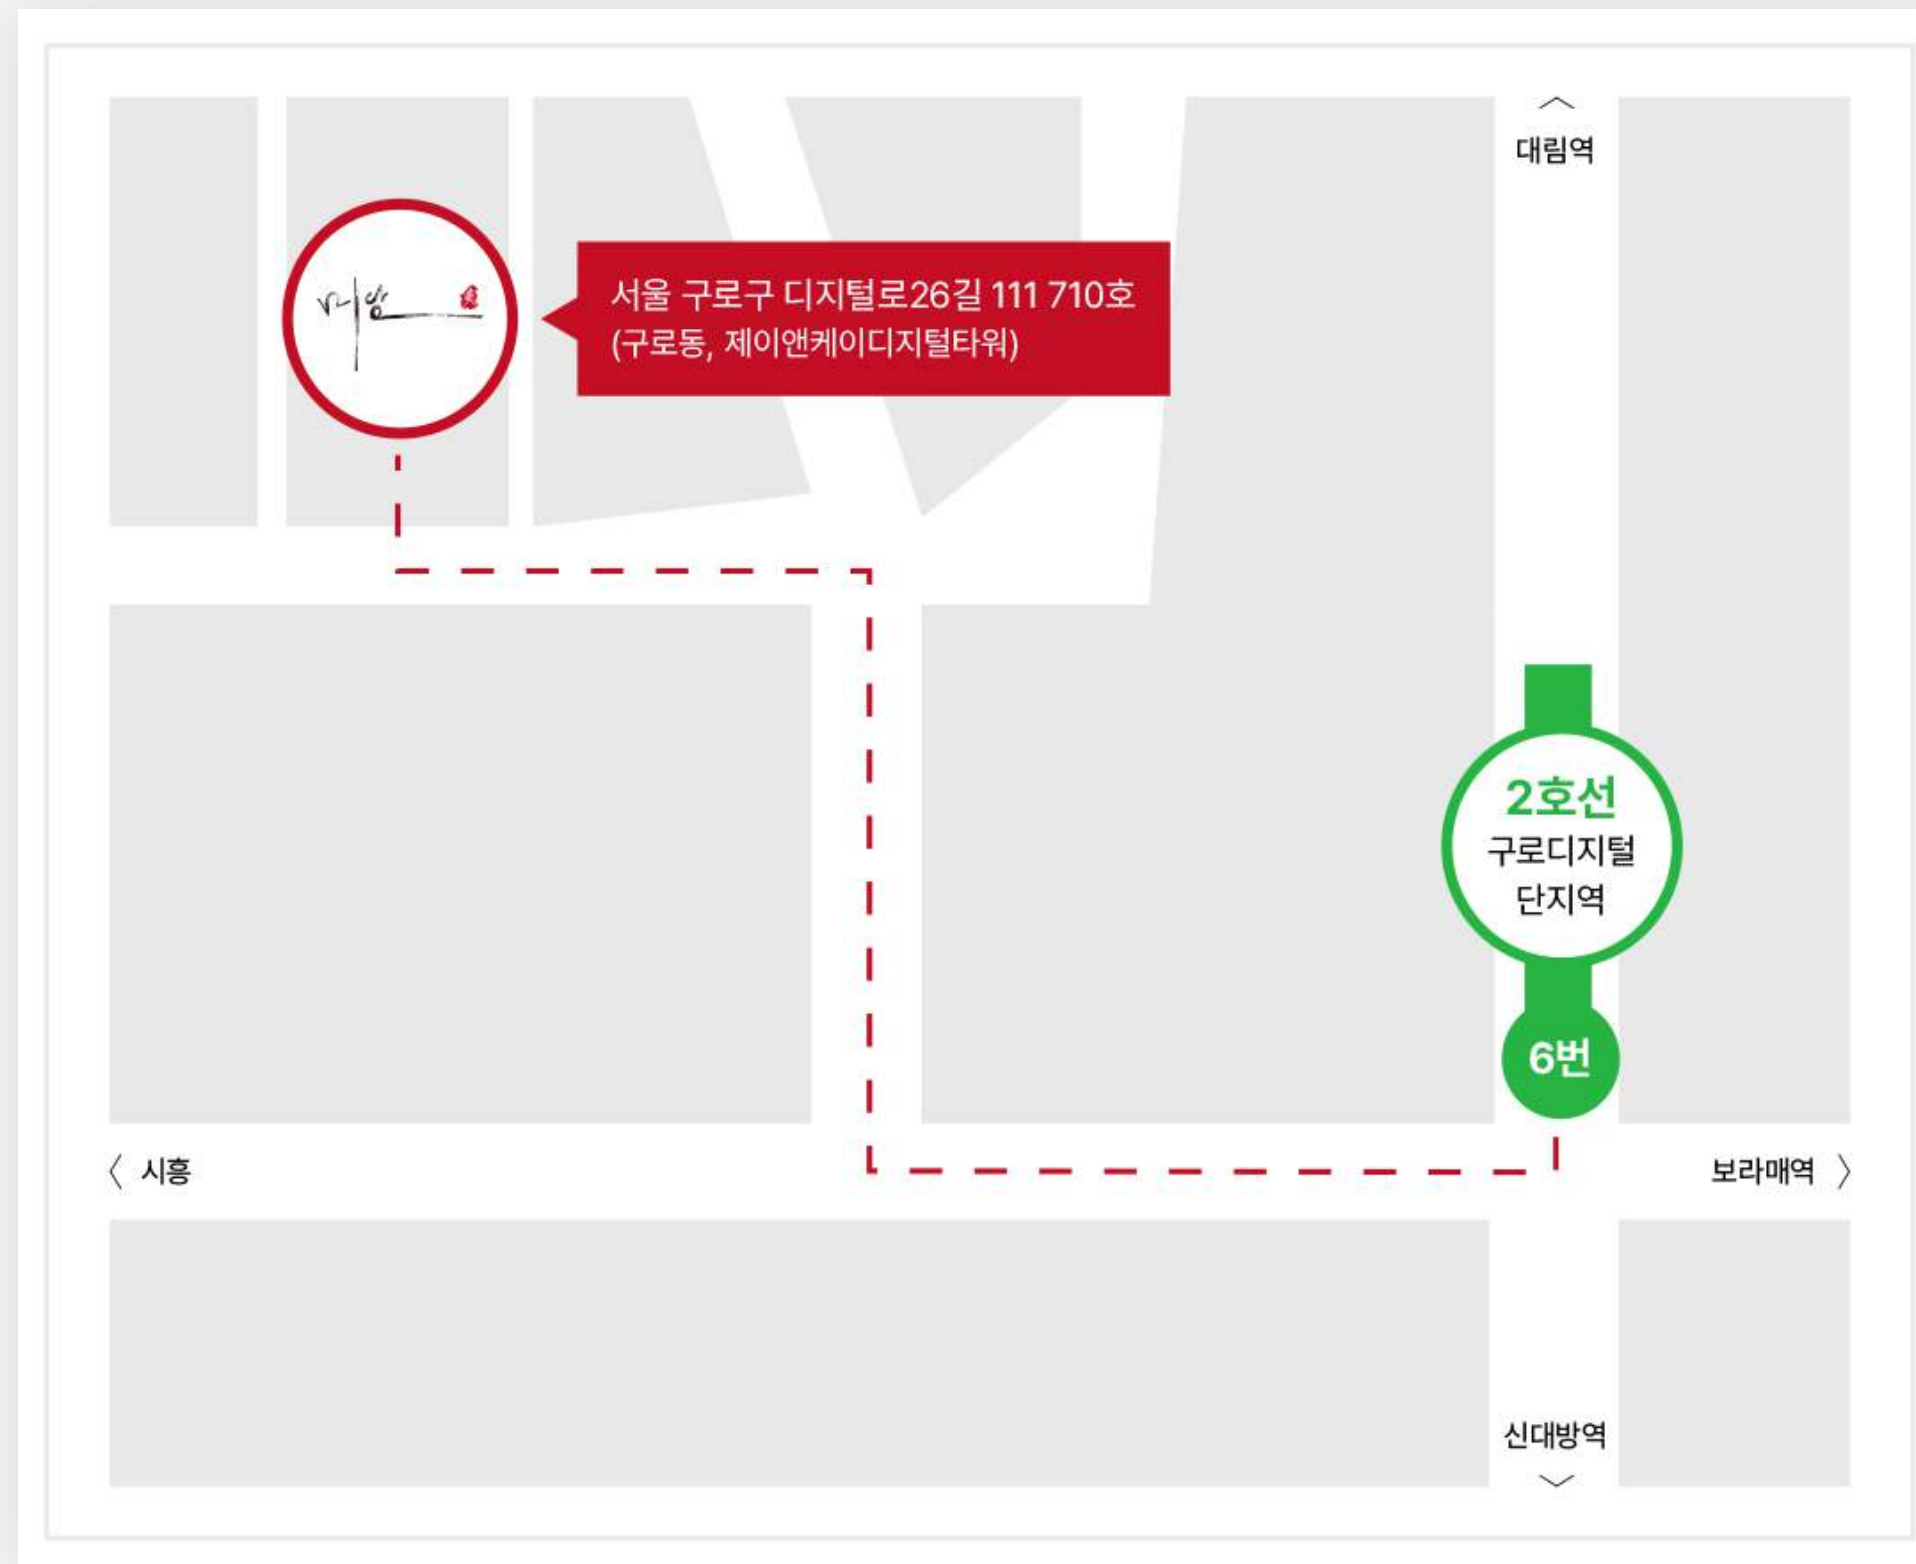 대림역
서울 구로구 디지털로26길 111 710호
(구로동, 제이앤케이디지털타워)
2호선
구로디지털
단지역
6번
〈 시흥
보라매역 〉
신대방역